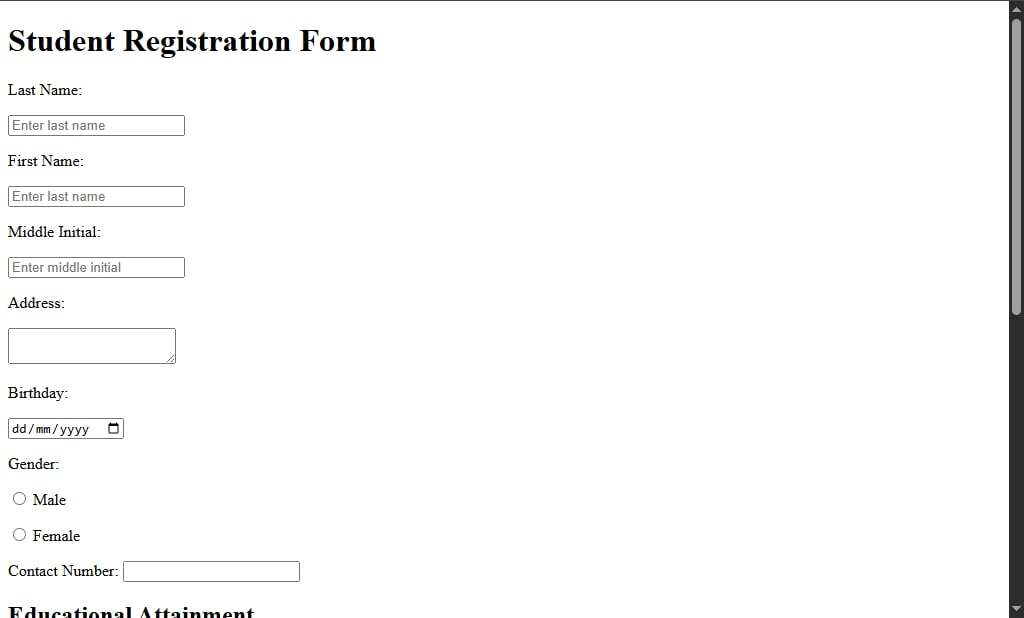 Student Registration Form
Last Name:
Enter last name
First Name:
Enter last name
Middle Initial:
Enter middle initial
Address:
Birthday:
dd/mm/yyyy
Gender:
Male
Female
Contact Number:
Educational Attainment